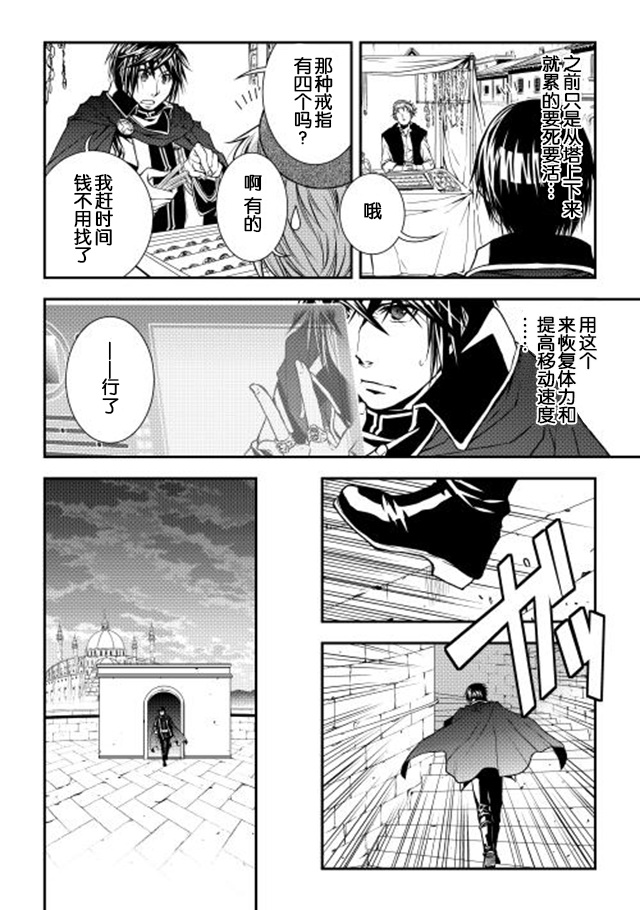 之前只是从塔上下来
就累的要死要活…
哦
那种戒指
有四个吗?
啊
有的
我赶时间
钱不用找了
用这个
来恢复体力和
提高移动速度
……
——行了
ガッ